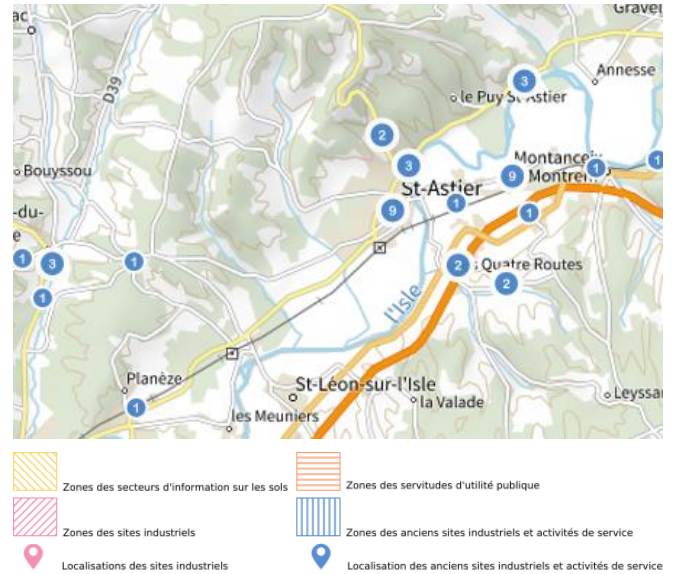 Gravel
ac
3
Annesse
le Puy St-Astier
D39
2
Montanceix
1
3
1
Bouyssou
9
Montrem
St-Astier
1
9
1
-du-
e
1
3
1
2
s Quatre Routes
2
1
l'Isle
Planèze
St-Léon-sur-l'Isle
Leyssa
la Valade
1
les Meuniers
Zones des secteurs d'information sur les sols
Zones des servitudes d'utilité publique
Zones des sites industriels
Zones des anciens sites industriels et activités de service
Localisations des sites industriels
Localisation des anciens sites industriels et activités de service